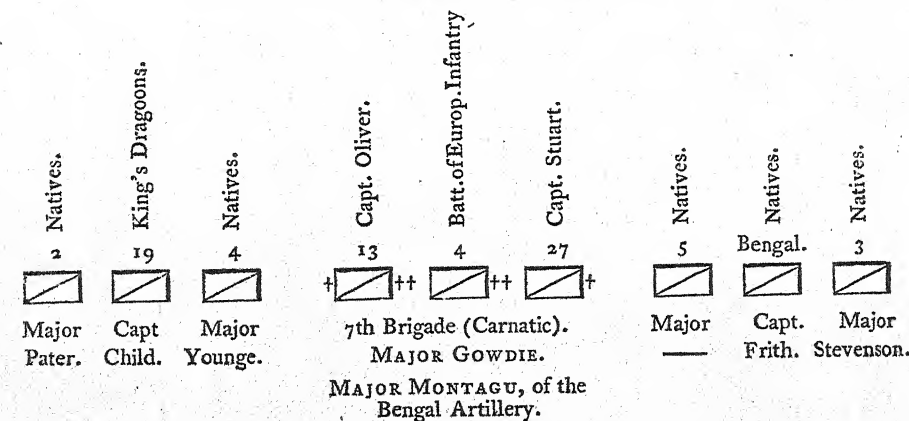 Natives.
King's Dragoons.
Natives.
Capt. Oliver.
Batt. of Europ. Infantry
Capt. Stuart.
Natives.
Natives.
Natives.
2 19 4 13 4 27 5 Bengal. 3
† †† †† †
Major Capt Major 7th Brigade (Carnatic). Major Capt. Major
Pater. Child. Younge. MAJOR GOWDIE. — Frith. Stevenson.
MAJOR MONTAGU, of the
Bengal Artillery.